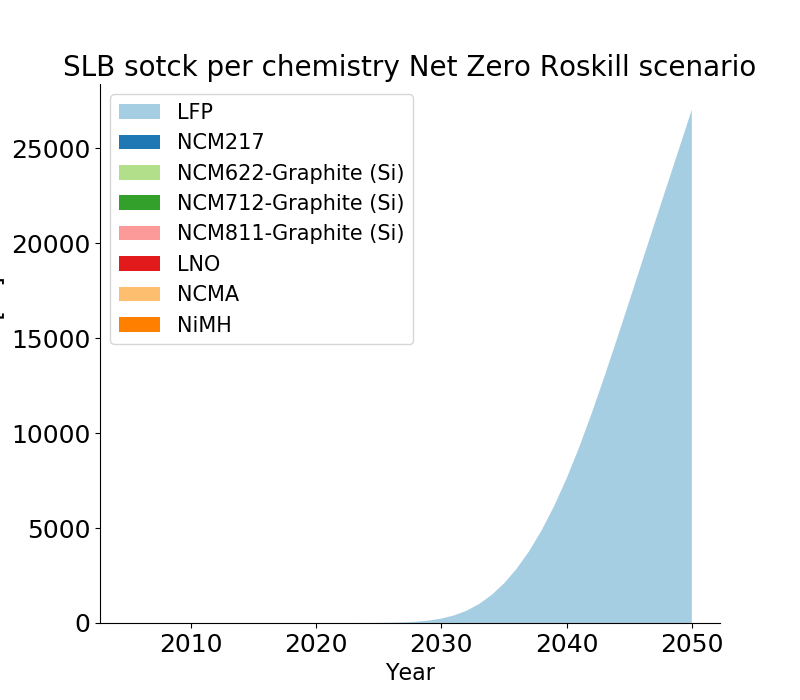 SLB sotck per chemistry Net Zero Roskill scenario
LFP
NCM217
NCM622-Graphite (Si)
NCM712-Graphite (Si)
NCM811-Graphite (Si)
LNO
NCMA
NiMH
25000
20000
15000
10000
5000
0
2010 2020 2030 2040 2050
Year